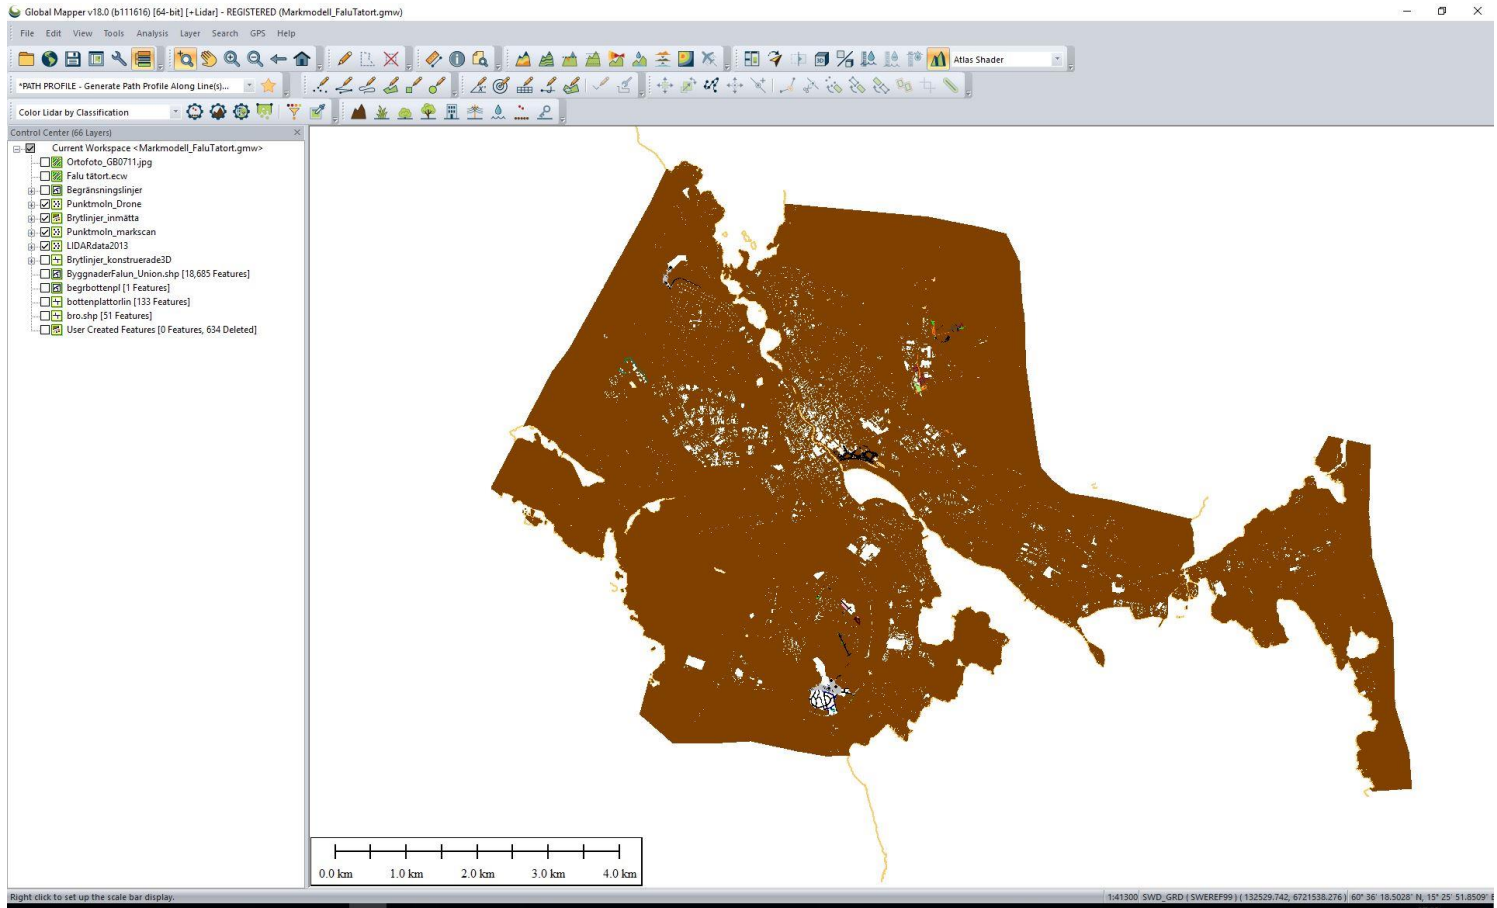 Global Mapper v18.0 (b111616) [64-bit] [+Lidar] - REGISTERED (Markmodell_FaluTatort.gmw)
File Edit View Tools Analysis Layer Search GPS Help
Atlas Shader
*PATH PROFILE - Generate Path Profile Along Line(s)...
Color Lidar by Classification
Control Center (66 Layers)
Current Workspace <Markmodell_FaluTatort.gmw>
Ortofoto_GB0711.jpg
Falu tätort.ecw
Begränsningslinjer
Punktmoln_Drone
Brytlinjer_inmätta
Punktmoln_markscan
LIDARdata2013
Brytlinjer_konstruerade3D
ByggnaderFalun_Union.shp [18,685 Features]
begrbottenpl [1 Features]
bottenplattorlin [133 Features]
bro.shp [51 Features]
User Created Features [0 Features, 634 Deleted]
0.0 km 1.0 km 2.0 km 3.0 km 4.0 km
Right click to set up the scale bar display.
1:41300 SWD_GRD ( SWEREF99 ) ( 132529.742, 6721538.276 ) 60° 36' 18.5028" N, 15° 25' 51.8509" E